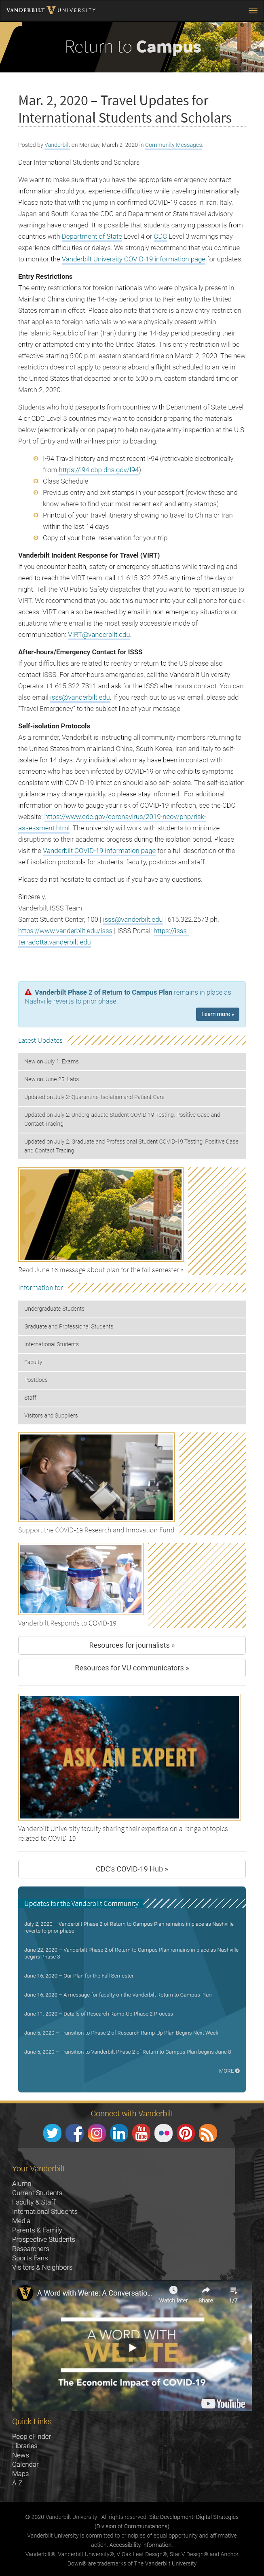 VANDERBILT V UNIVERSITY
Return to Campus
Mar. 2, 2020 – Travel Updates for
International Students and Scholars
Posted by Vanderbilt on Monday, March 2, 2020 in Community Messages.
Dear International Students and Scholars
We want to make sure that you have the appropriate emergency contact
information should you experience difficulties while traveling internationally.
Please note that with the jump in confirmed COVID-19 cases in Iran, Italy,
Japan and South Korea the CDC and Department of State travel advisory
warnings might be changed. It is possible that students carrying passports from
countries with Department of State Level 4 or CDC Level 3 warnings may
experience difficulties or delays. We strongly recommend that you continue
to monitor the Vanderbilt University COVID-19 information page for updates.
Entry Restrictions
The entry restrictions for foreign nationals who were physically present in
Mainland China during the 14-day period prior to their entry to the United
States remain in effect. Please also note that there is now an entry restriction
that applies to foreign national(s) who were physically present within
the Islamic Republic of Iran (Iran) during the 14-day period preceding their
entry or attempted entry into the United States. This entry restriction will be
effective starting 5:00 p.m. eastern standard time on March 2, 2020. The new
restriction does not apply to persons aboard a flight scheduled to arrive in
the United States that departed prior to 5:00 p.m. eastern standard time on
March 2, 2020.
Students who hold passports from countries with Department of State Level
4 or CDC Level 3 countries may want to consider preparing the materials
below (electronically or on paper) to help navigate entry restrictions at the U.S.
Port of Entry and with airlines prior to boarding.
I-94 Travel history and most recent I-94 (retrievable electronically
from https://i94.cbp.dhs.gov/I94)
Class Schedule
Previous entry and exit stamps on your passport (review these and
know where to find your most recent exit and entry stamps)
Printout of your travel itinerary showing no travel to China or Iran
within the last 14 days
Copy of your hotel reservation for your trip
Vanderbilt Incident Response for Travel (VIRT)
If you encounter health, safety or security emergency while traveling and need
to reach the VIRT team, call +1 615-322-2745 any time of the day or
night. Tell the VU Public Safety dispatcher that you want to initiate an response
with VIRT, and they will also need this additional information to further help
you. VIRT can also be reached by email in non-emergency situations or
situations where email is the most easily accessible mode of
communication: VIRT@vanderbilt.edu.
After-hours/Emergency Contact for ISSS
If your difficulties are related to reentry or return to the US please also
contact ISSS. For after-hours emergencies, call the Vanderbilt University
Operator +1 615-322-7311 and ask for the ISSS after-hours contact. You can
also email isss@vanderbilt.edu. If you have reach out to us via email, please add
"Travel Emergency" to the subject line of your message.
Self-isolation Protocols
As a reminder, Vanderbilt is instructing all community members returning to
this country from mainland China, South Korea, Iran, and Italy to self-isolate
for 14 days, as well as anyone who has been in close contact with someone
who has been infected by COVID-19 or who exhibits symptoms
consistent with COVID-19 infection should also self-isolate. The self-isolation
can also simply happen, so please stay tuned. For additional
information about how to gauge your risk of COVID-19 infection, see the CDC
website: https://www.cdc.gov/coronavirus/2019-ncov/php/risk-
assessment.html. The university will work with students to minimize
disruptions to their academic progress during the isolation period. Please
visit the Vanderbilt COVID-19 information page for a full description of the
self-isolation protocols for students and staff.
Please do not hesitate to contact us if you have any questions.
Sincerely,
Vanderbilt ISSS Team
Sarratt Student Center, 100 | isss@vanderbilt.edu | 615.322.2573 ph.
https://www.vanderbilt.edu/isss | ISSS Portal: https://isss-
terradotta.vanderbilt.edu
Vanderbilt Phase 2 of Return to Campus Plan remains in place as
Nashville reverts to prior phase.
Learn more »
Latest Updates
New on July 1: Exams
New on June 25: Labs
Updated on July 2: Quarantine, Isolation and Patient Care
Updated on July 2: Undergraduate Student COVID-19 Testing, Positive Case and
Contact Tracing
Updated on July 2: Graduate and Professional Student COVID-19 Testing, Positive Case
and Contact Tracing
Read June 16 message about plan for the fall semester »
Information for
Undergraduate Students
Graduate and Professional Students
International Students
Faculty
Postdocs
Staff
Visitors and Suppliers
Support the COVID-19 Research and Innovation Fund
Vanderbilt Responds to COVID-19
Resources for journalists »
Resources for VU communicators »
ASK AN EXPERT
Vanderbilt University faculty sharing their expertise on a range of topics
related to COVID-19
CDC's COVID-19 Hub »
Updates for the Vanderbilt Community
July 2, 2020 – Vanderbilt Phase 2 of Return to Campus Plan remains in place as Nashville
reverts to prior phase
June 22, 2020 – Vanderbilt Phase 2 of Return to Campus Plan remains in place as Nashville
begins Phase 3
June 16, 2020 – Our Plan for the Fall Semester
June 16, 2020 – A message for faculty on the Vanderbilt Return to Campus Plan
June 11, 2020 – Details of Research Ramp-Up Phase 2 Process
June 5, 2020 – Transition to Phase 2 of Research Ramp-Up Plan Begins Next Week
June 5, 2020 – Transition to Vanderbilt Phase 2 of Return to Campus Plan begins June 8
MORE
Connect with Vanderbilt
You Tube
Your Vanderbilt
Alumni
Current Students
Faculty & Staff
International Students
Media
Parents & Family
Prospective Students
Researchers
Sports Fans
Visitors & Neighbors
A Word with Wente: A Conversatio...
Watch later
Share
1/7
A WORD WITH
WENTE
The Economic Impact of COVID-19
YouTube
Quick Links
PeopleFinder
Libraries
News
Calendar
Maps
A-Z
© 2020 Vanderbilt University · All rights reserved. Site Development: Digital Strategies
(Division of Communications)
Vanderbilt University is committed to principles of equal opportunity and affirmative
action. Accessibility information.
Vanderbilt®, Vanderbilt University®, V Oak Leaf Design®, Star V Design® and Anchor
Down® are trademarks of The Vanderbilt University